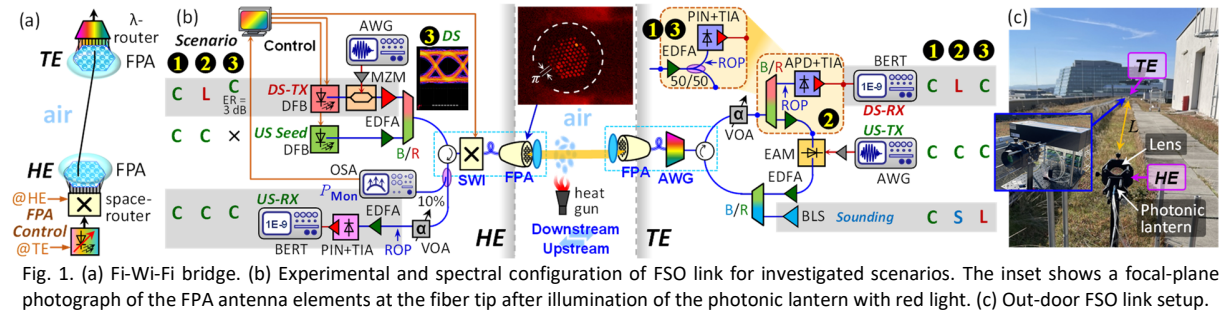 (a)
λ-
router
TE
FPA
air
HE
FPA
@HE
FPA
Control
@TE
space-
router
(b)
Scenario
1 2 3
C L C
ER =
3 dB
C C ×
C C C
Control
DS-TX
DFB
US Seed
DFB
AWG
MZM
EDFA
B/R
3 DS
OSA
PMon
US-RX
BERT
PIN+TIA
EDFA
ROP
VOA
α
10%
SWI
FPA
HE
π
air
heat
gun
Downstream
Upstream
TE
FPA
AWG
1 3
PIN+TIA
EDFA
ROP
50/50
α
VOA
B/R
APD+TIA
ROP
2
BERT
1E-9
DS-RX
US-TX
EAM
AWG
EDFA
B/R
BLS
Sounding
1 2 3
C L C
C C C
C S L
1E-9
(c)
TE
L
Lens
HE
Photonic
lantern
Fig. 1. (a) Fi-Wi-Fi bridge. (b) Experimental and spectral configuration of FSO link for investigated scenarios. The inset shows a focal-plane
photograph of the FPA antenna elements at the fiber tip after illumination of the photonic lantern with red light. (c) Out-door FSO link setup.